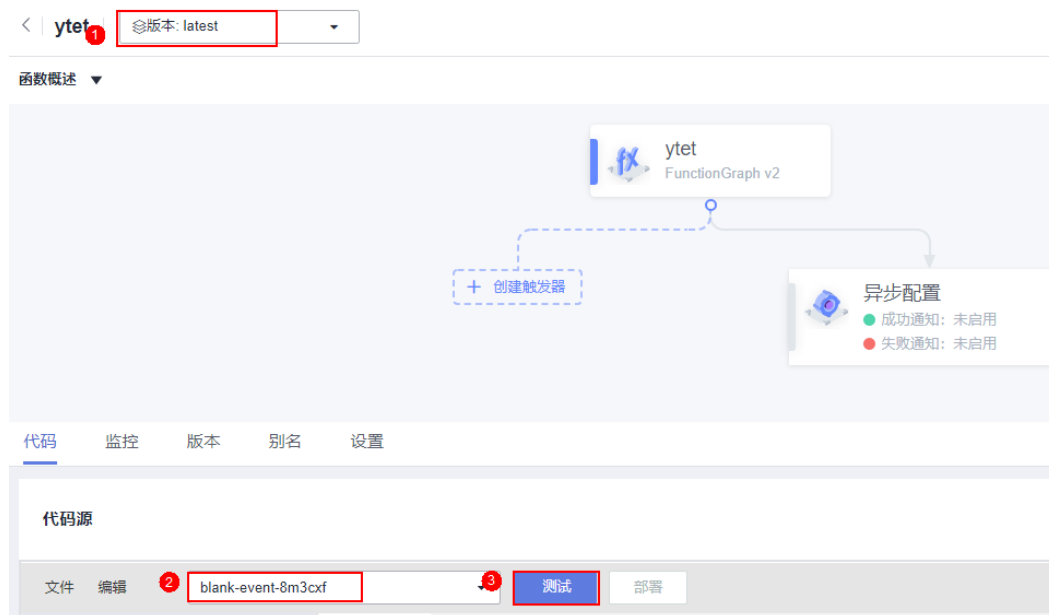 ytet
1
版本: latest
函数概述
ytet
FunctionGraph v2
创建触发器
异步配置
成功通知：未启用
失败通知：未启用
代码 监控 版本 别名 设置
代码源
文件 编辑 2 blank-event-8m3cxf 3 测试 部署